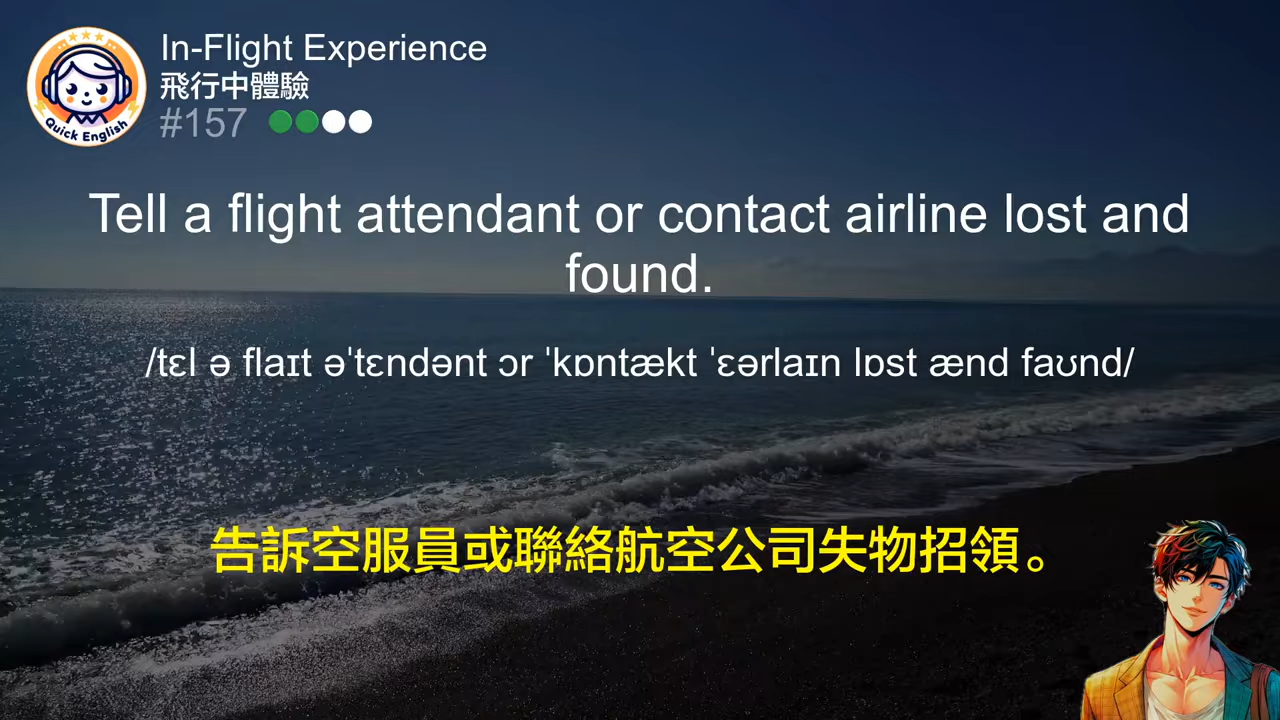 In-Flight Experience
飛行中體驗
#157
Quick English
Tell a flight attendant or contact airline lost and
found.
/tɛl ə flaɪt əˈtɛndənt ɔr ˈkɒntækt ˈɛərlaɪn lɒst ænd faʊnd/
告訴空服員或聯絡航空公司失物招領。